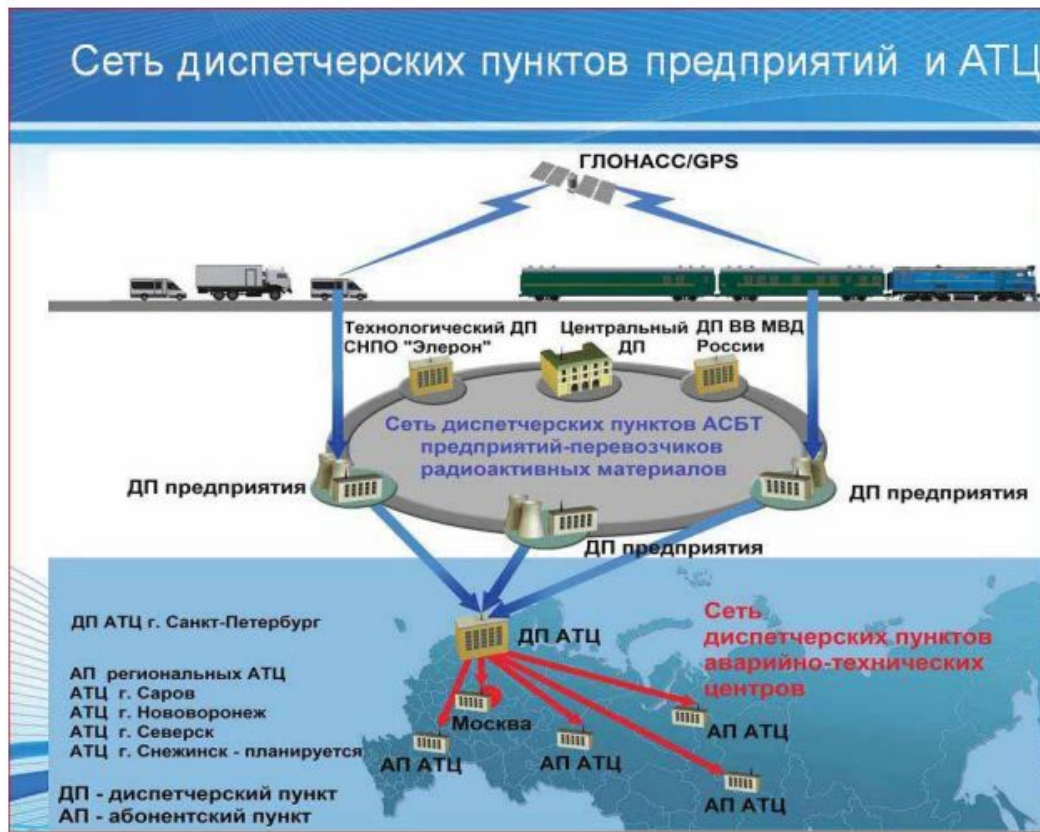 Сеть диспетчерских пунктов предприятий и АТЦ
ГЛОНАСС/GPS
Технологический ДП
СНПО "Элерон"
Центральный
ДП
ДП ВВ МВД
России
Сеть диспетчерских пунктов АСБТ
предприятий-перевозчиков
радиоактивных материалов
ДП предприятия
ДП предприятия
ДП предприятия
ДП АТЦ г. Санкт-Петербург
АП региональных АТЦ
АТЦ г. Саров
АТЦ г. Нововоронеж
АТЦ г. Северск
АТЦ г. Снежинск - планируется
ДП - диспетчерский пункт
АП - абонентский пункт
ДП АТЦ
Сеть
диспетчерских пунктов
аварийно-технических
центров
Москва
АП АТЦ
АП АТЦ
АП АТЦ
АП АТЦ